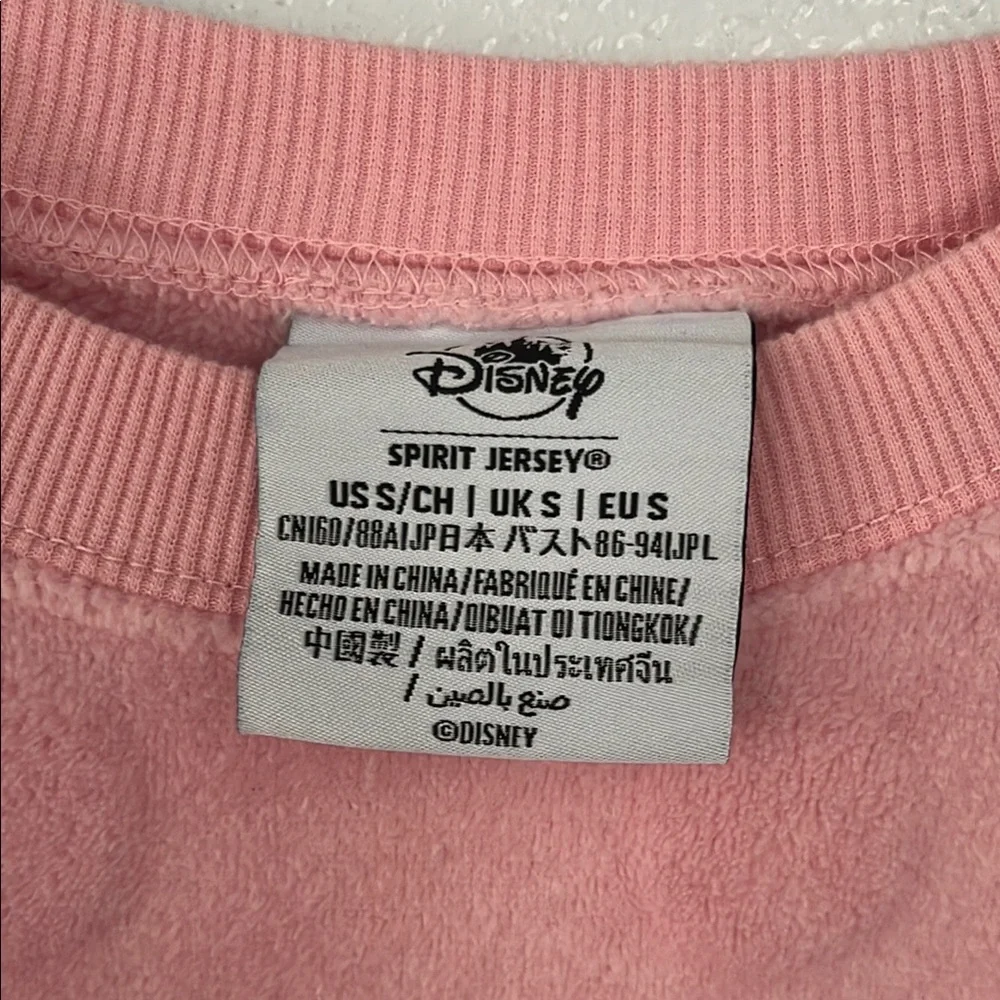 Disney
SPIRIT JERSEY®
US S/CH | UK S | EU S
CN160/88A|JP日本 バスト86-94|JPL
MADE IN CHINA/FABRIQUÉ EN CHINE/
HECHO EN CHINA/DIBUAT DI TIONGKOK/
中國製 / ผลิตในประเทศจีน
/ صنع بالصين
©DISNEY